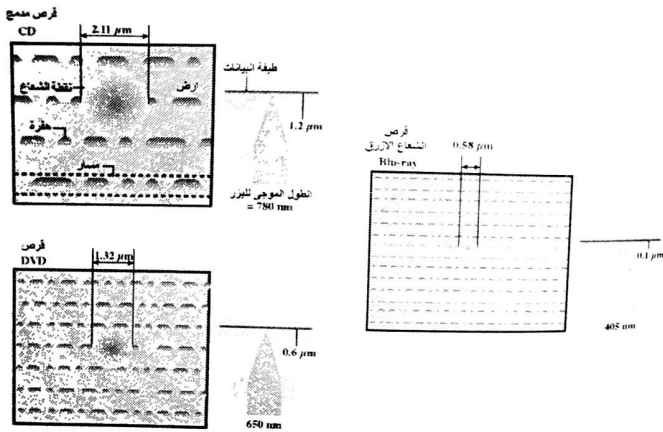 قرص مدمج
CD
2.11 µm
نقطة الشعاع
ارض
حفرة
مسار
طبقة البيانات
1.2 µm
الطول الموجي لليزر
= 780 nm
قرص
DVD
1.32 µm
0.6 µm
650 nm
قرص
الشعاع الازرق
Blu-ray
0.58 µm
0.1 µm
405 nm